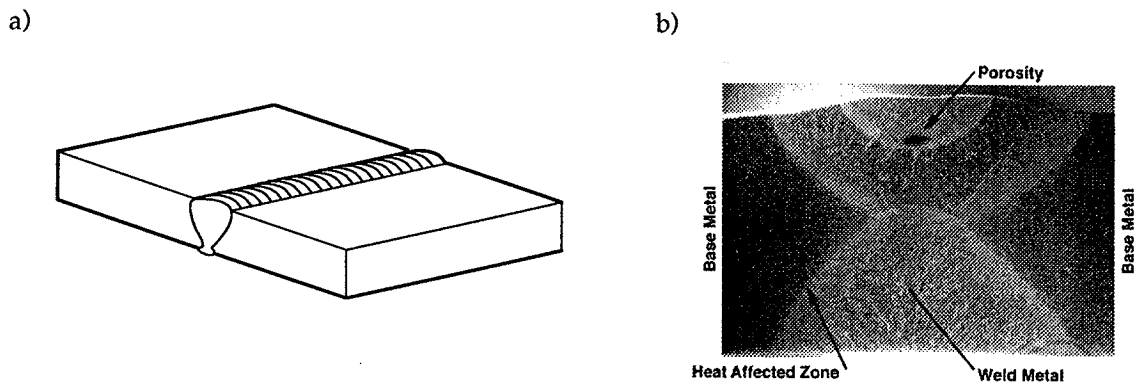 a)
b)
Porosity
Base Metal
Base Metal
Heat Affected Zone
Weld Metal